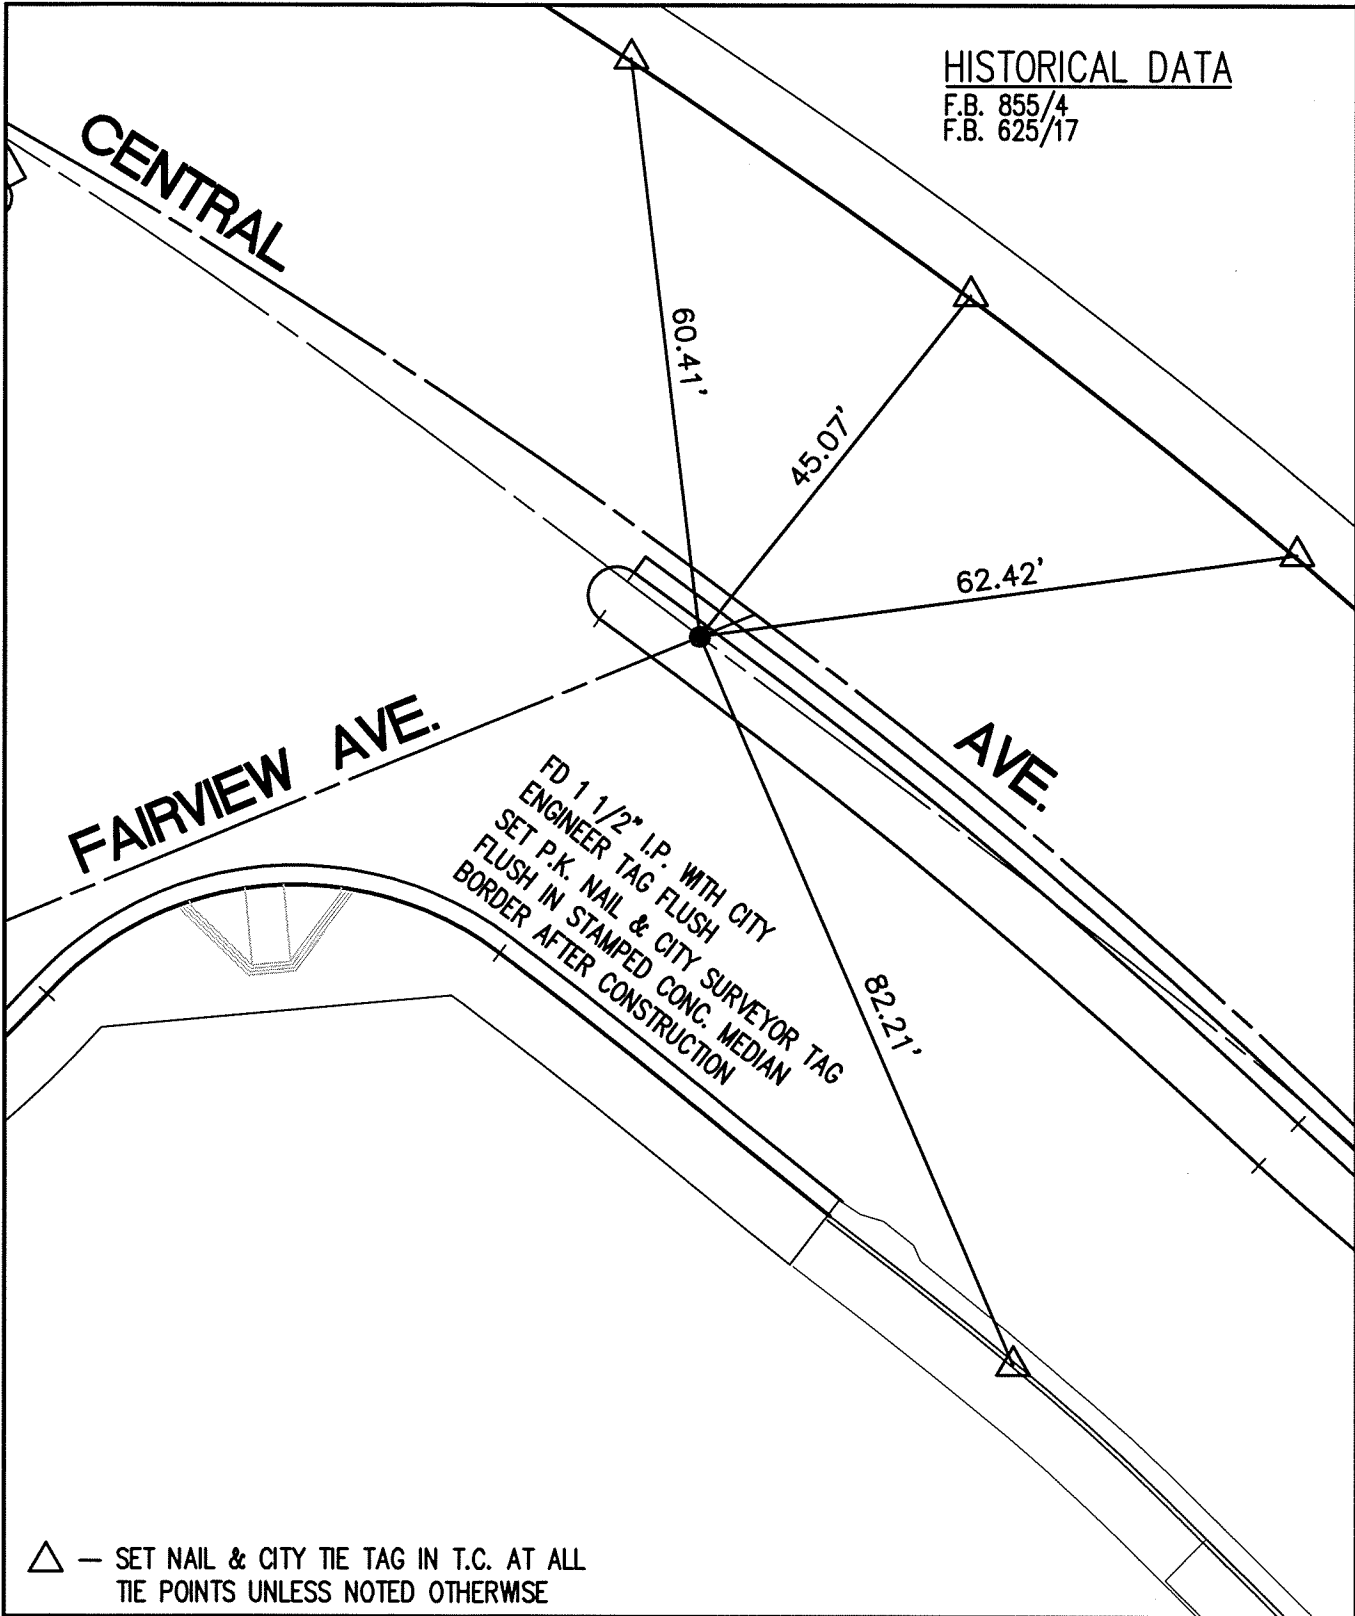 HISTORICAL DATA
F.B. 855/4
F.B. 625/17
CENTRAL
60.41'
45.07'
62.42'
FAIRVIEW AVE.
AVE.
FD 1 1/2" I.P. WITH CITY
ENGINEER TAG FLUSH
SET P.K. NAIL & CITY SURVEYOR TAG
FLUSH IN STAMPED CONC. MEDIAN
BORDER AFTER CONSTRUCTION
82.21'
— SET NAIL & CITY TIE TAG IN T.C. AT ALL
TIE POINTS UNLESS NOTED OTHERWISE